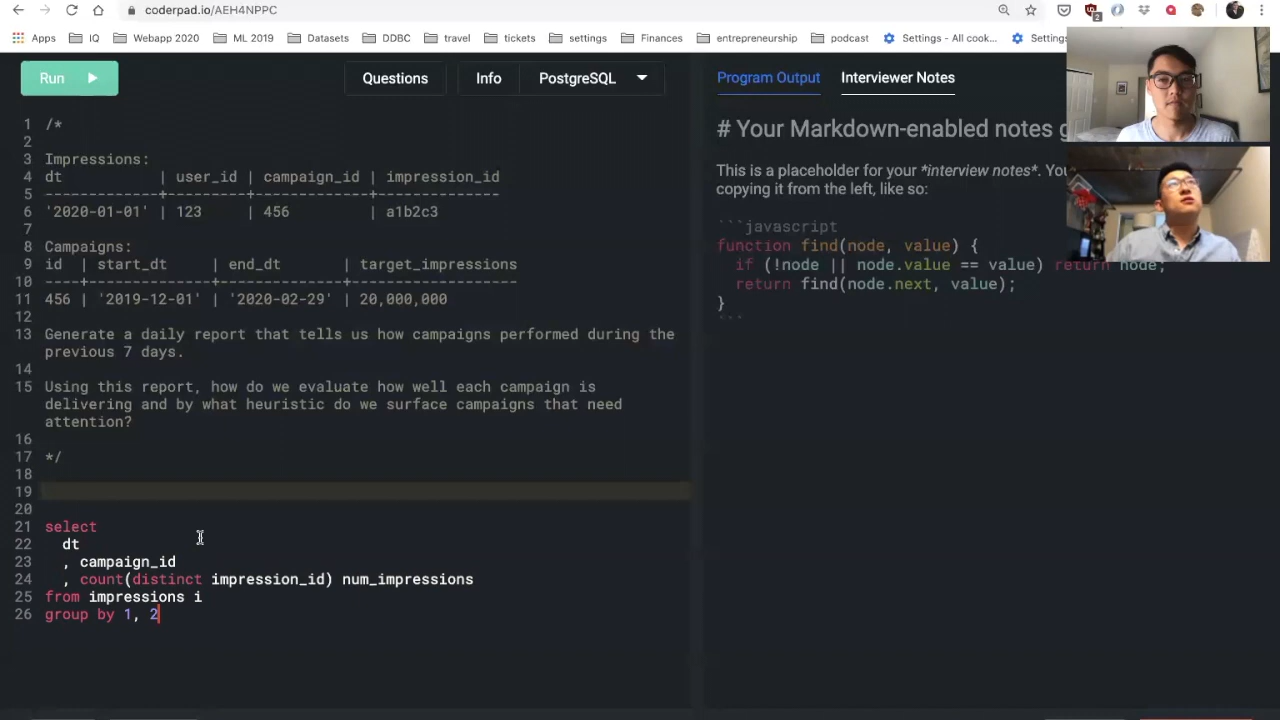 coderpad.io/AEH4NPPC
Apps IQ Webapp 2020 ML 2019 Datasets DDBC travel tickets settings Finances entrepreneurship podcast Settings - All cook... Settings
Run Questions Info PostgreSQL
Program Output Interviewer Notes
1 /*
2
3 Impressions:
4 dt | user_id | campaign_id | impression_id
5 -------------+---------+-------------+--------------
6 '2020-01-01' | 123 | 456 | a1b2c3
7
8 Campaigns:
9 id | start_dt | end_dt | target_impressions
10 ----+--------------+--------------+-------------------
11 456 | '2019-12-01' | '2020-02-29' | 20,000,000
12
13 Generate a daily report that tells us how campaigns performed during the
previous 7 days.
14
15 Using this report, how do we evaluate how well each campaign is
delivering and by what heuristic do we surface campaigns that need
attention?
16
17 */
18
19
20
21 select
22 dt
23 , campaign_id
24 , count(distinct impression_id) num_impressions
25 from impressions i
26 group by 1, 2
# Your Markdown-enabled notes g
This is a placeholder for your *interview notes*. You
copying it from the left, like so:
```javascript
function find(node, value) {
if (!node || node.value == value) return node;
return find(node.next, value);
}
```